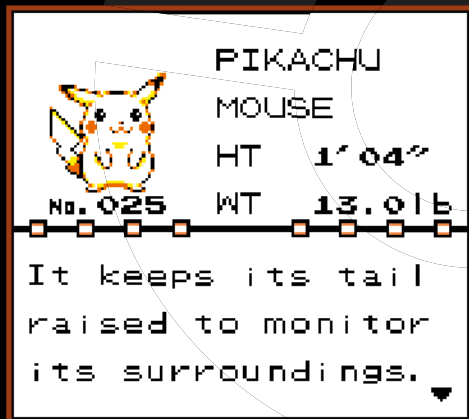 PIKACHU
MOUSE
HT 1′04″
No.025 WT 13.0lb
It keeps its tail
raised to monitor
its surroundings.